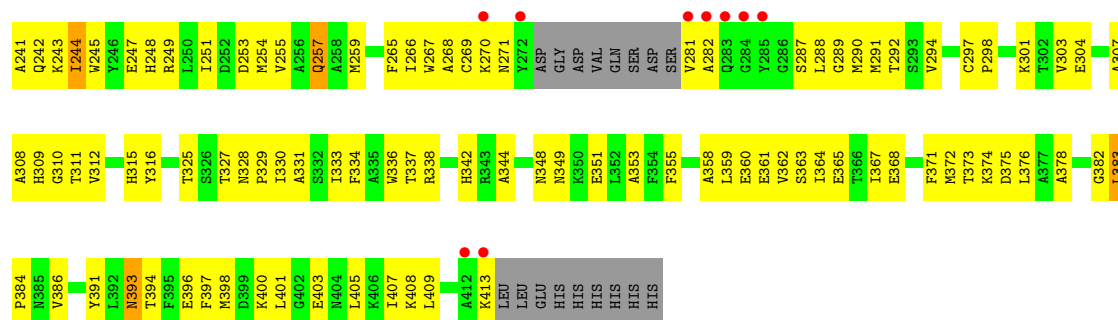 A241 Q242 K243 I244 W245 Y246 E247 H248 R249 L250 I251 D252 D253 M254 V255 A256 Q257 A258 M259 F265 I266 W267 A268 C269 K270 N271 Y272 ASP GLY ASP VAL GLN SER ASP SER V281 A282 Q283 G284 Y285 G286 S287 L288 G289 M290 M291 T292 S293 V294 C297 P298 K301 T302 V303 E304 A307
A308 H309 G310 T311 V312 H315 Y316 T325 S326 T327 N328 P329 I330 A331 S332 I333 F334 A335 W336 T337 R338 H342 R343 A344 N348 N349 K350 E351 L352 A353 F354 F355 A358 L359 E360 E361 V362 S363 I364 E365 T366 I367 E368 F371 M372 T373 K374 D375 L376 A377 A378 G382 L383
P384 N385 V386 Y391 L392 N393 T394 F395 E396 F397 M398 D399 K400 L401 G402 E403 N404 L405 K406 I407 K408 L409 A412 K413 LEU LEU GLU HIS HIS HIS HIS HIS HIS